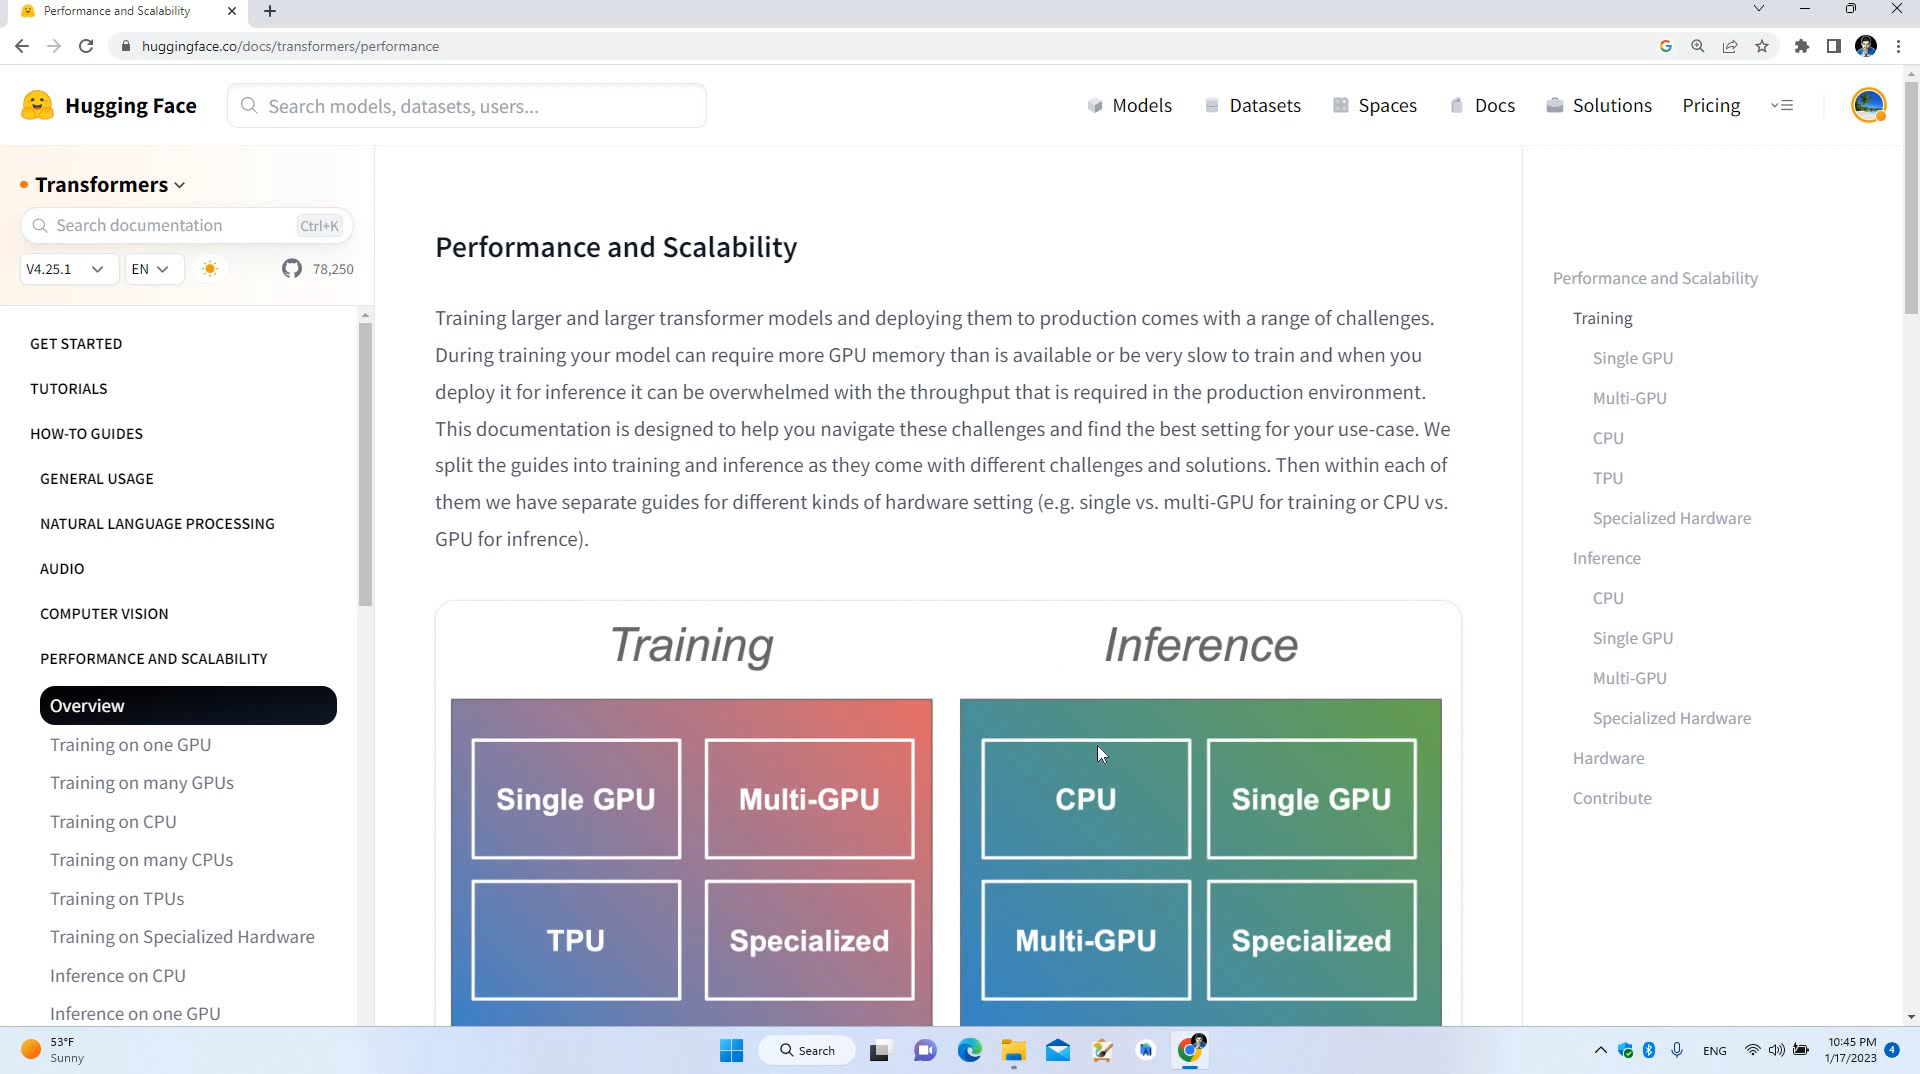 Performance and Scalability
huggingface.co/docs/transformers/performance
Hugging Face
Search models, datasets, users...
Models
Datasets
Spaces
Docs
Solutions
Pricing
Transformers
Search documentation
Ctrl+K
V4.25.1
EN
78,250
GET STARTED
TUTORIALS
HOW-TO GUIDES
GENERAL USAGE
NATURAL LANGUAGE PROCESSING
AUDIO
COMPUTER VISION
PERFORMANCE AND SCALABILITY
Overview
Training on one GPU
Training on many GPUs
Training on CPU
Training on many CPUs
Training on TPUs
Training on Specialized Hardware
Inference on CPU
Inference on one GPU
Performance and Scalability
Training larger and larger transformer models and deploying them to production comes with a range of challenges.
During training your model can require more GPU memory than is available or be very slow to train and when you
deploy it for inference it can be overwhelmed with the throughput that is required in the production environment.
This documentation is designed to help you navigate these challenges and find the best setting for your use-case. We
split the guides into training and inference as they come with different challenges and solutions. Then within each of
them we have separate guides for different kinds of hardware setting (e.g. single vs. multi-GPU for training or CPU vs.
GPU for infrence).
Training
Inference
Single GPU
Multi-GPU
CPU
Single GPU
TPU
Specialized
Multi-GPU
Specialized
Performance and Scalability
Training
Single GPU
Multi-GPU
CPU
TPU
Specialized Hardware
Inference
CPU
Single GPU
Multi-GPU
Specialized Hardware
Hardware
Contribute
53°F
Sunny
Search
ENG
10:45 PM
1/17/2023
4